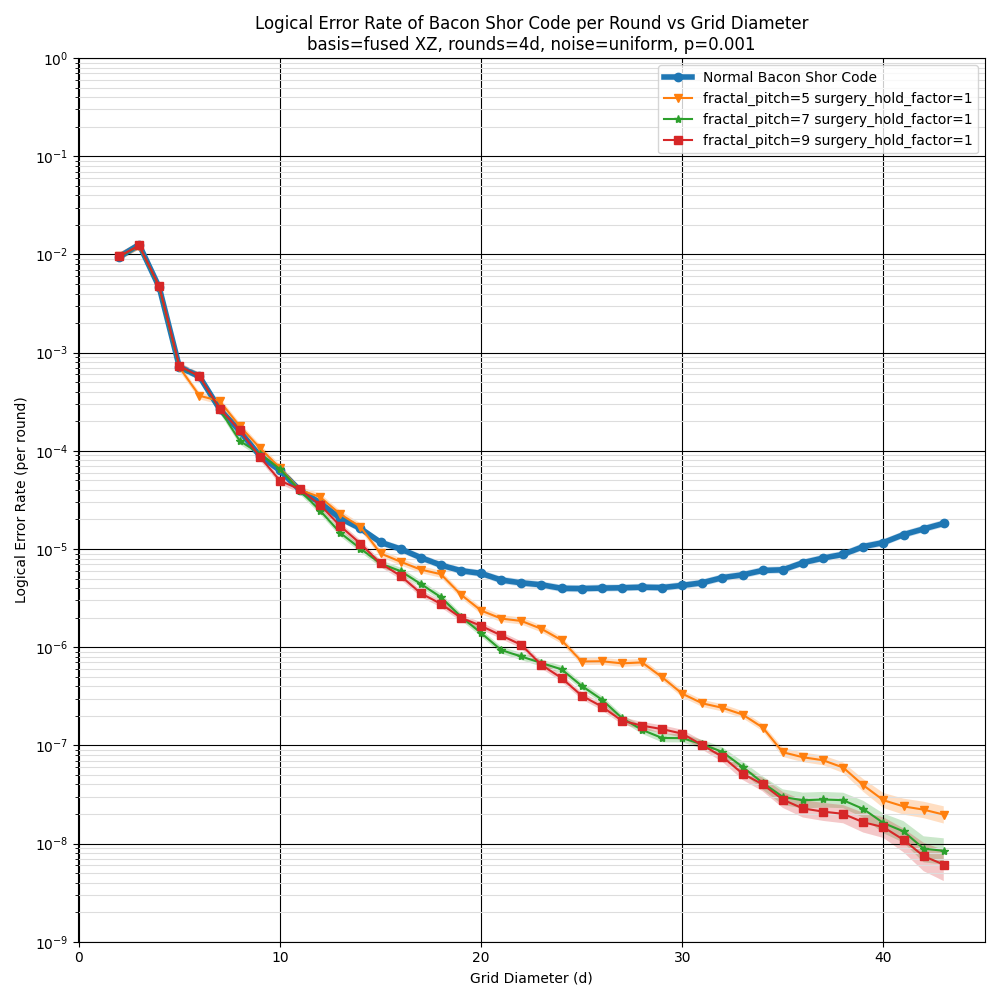 Logical Error Rate of Bacon Shor Code per Round vs Grid Diameter
basis=fused XZ, rounds=4d, noise=uniform, p=0.001
Normal Bacon Shor Code
fractal_pitch=5 surgery_hold_factor=1
fractal_pitch=7 surgery_hold_factor=1
fractal_pitch=9 surgery_hold_factor=1
Logical Error Rate (per round)
10⁰
10⁻¹
10⁻²
10⁻³
10⁻⁴
10⁻⁵
10⁻⁶
10⁻⁷
10⁻⁸
10⁻⁹
0 10 20 30 40
Grid Diameter (d)